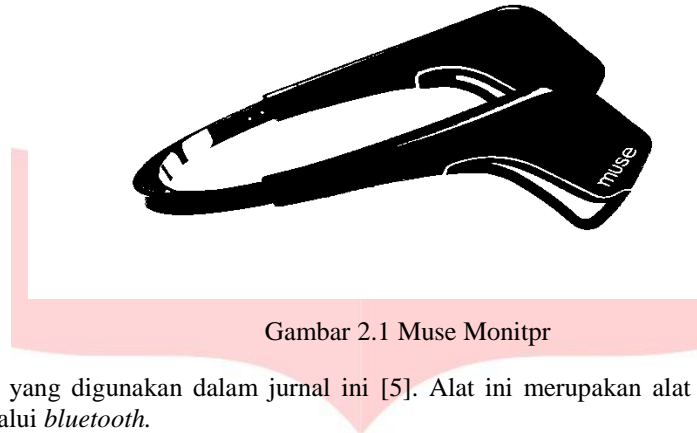 muse
Gambar 2.1 Muse Monitpr
yang digunakan dalam jurnal ini [5]. Alat ini merupakan alat
alui bluetooth.